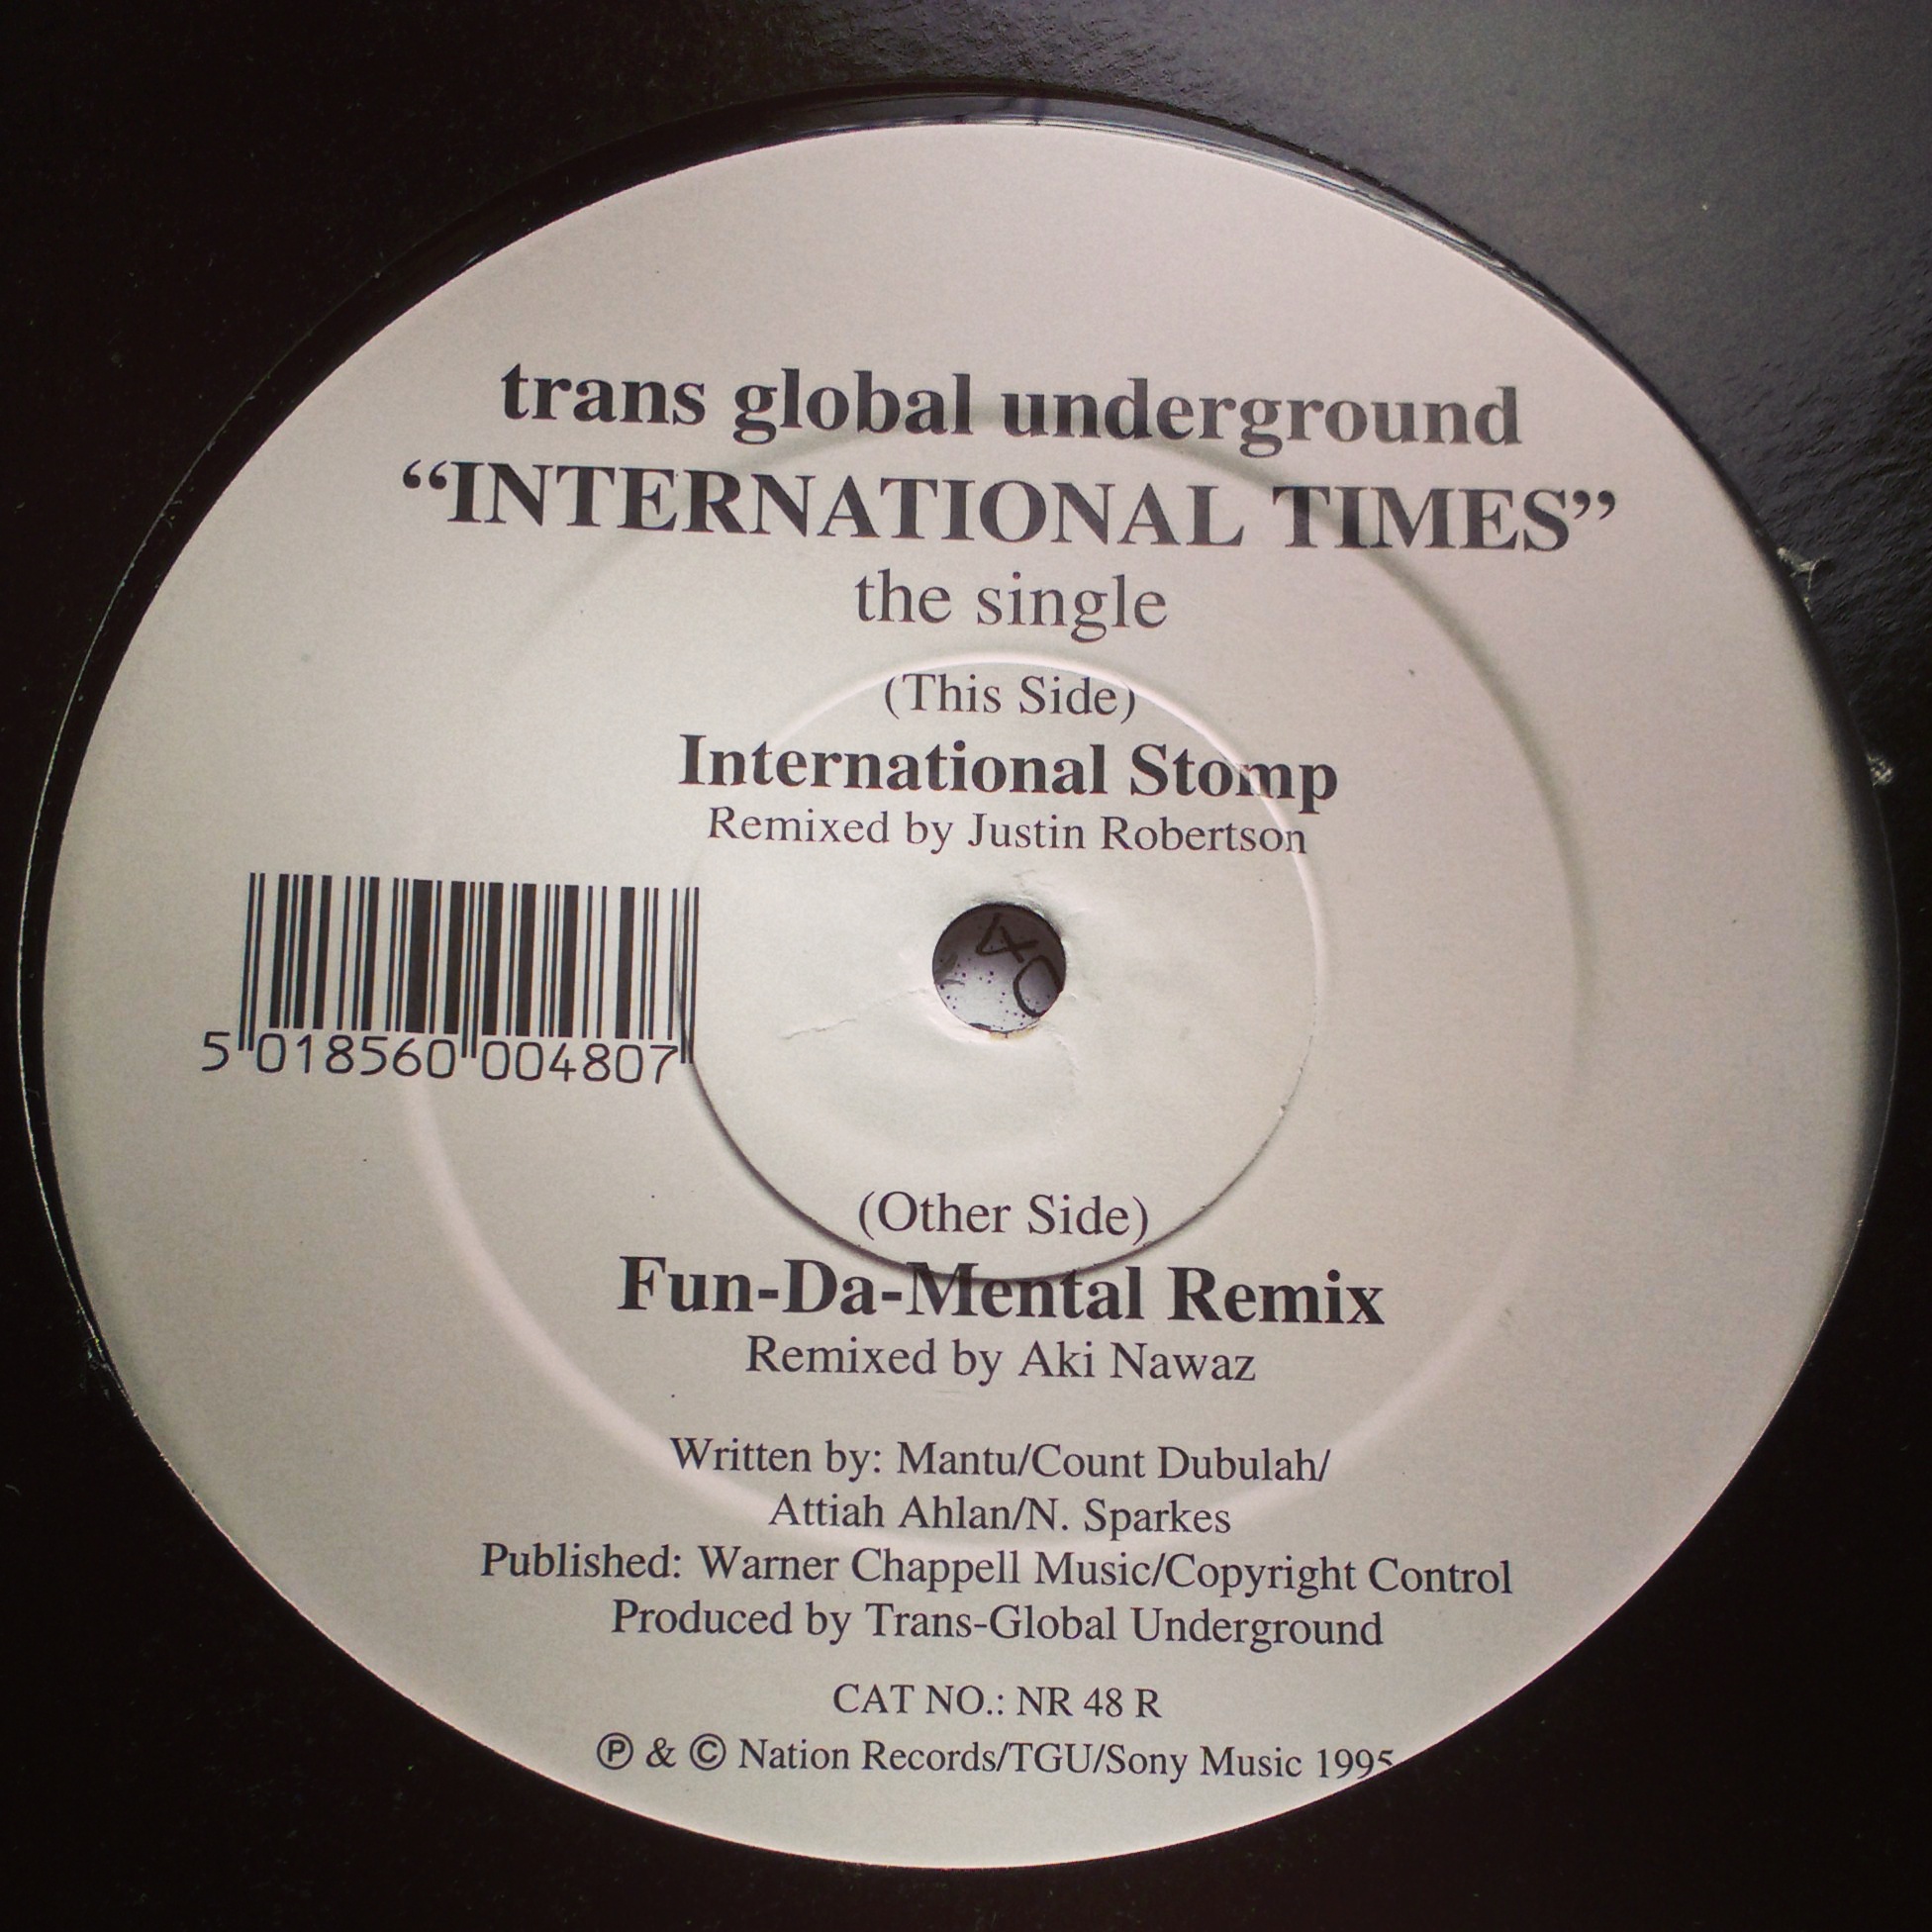 trans global underground
“INTERNATIONAL TIMES”
the single
(This Side)
International Stomp
Remixed by Justin Robertson
40
5 018560 004807
(Other Side)
Fun-Da-Mental Remix
Remixed by Aki Nawaz
Written by: Mantu/Count Dubulah/
Attiah Ahlan/N. Sparkes
Published: Warner Chappell Music/Copyright Control
Produced by Trans-Global Underground
CAT NO.: NR 48 R
℗ & © Nation Records/TGU/Sony Music 1995